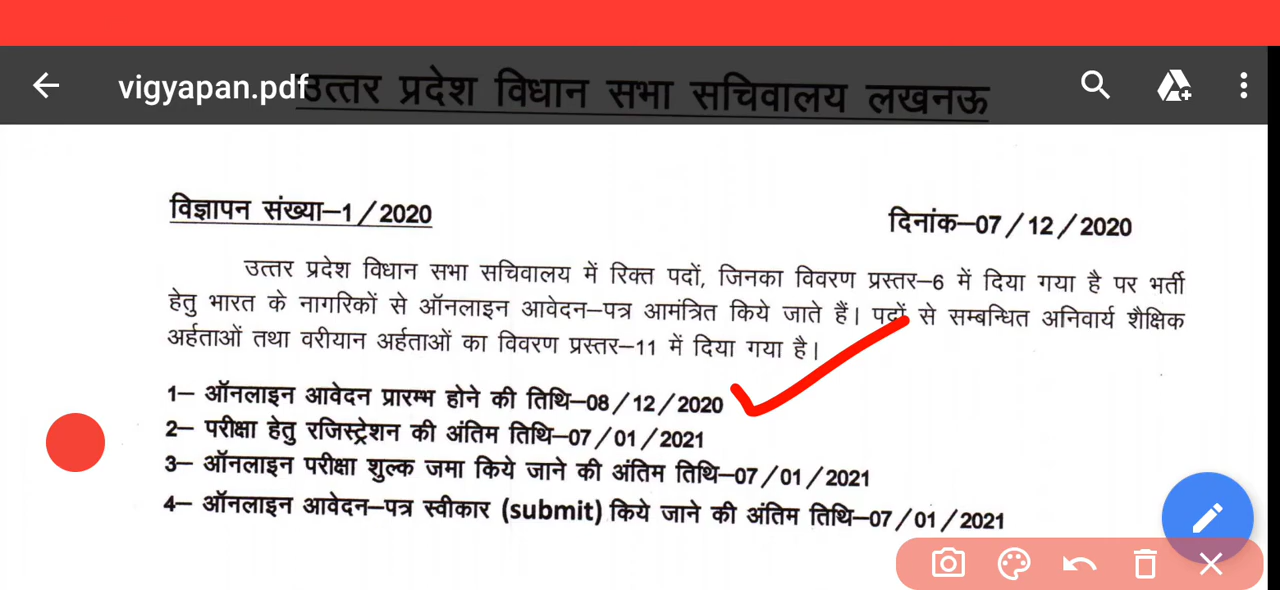 vigyapan.pdf
उत्तर प्रदेश विधान सभा सचिवालय लखनऊ
विज्ञापन संख्या–1/2020
दिनांक–07/12/2020
उत्तर प्रदेश विधान सभा सचिवालय में रिक्त पदों, जिनका विवरण प्रस्तर–6 में दिया गया है पर भर्ती
हेतु भारत के नागरिकों से ऑनलाइन आवेदन–पत्र आमंत्रित किये जाते हैं। पदों से सम्बन्धित अनिवार्य शैक्षिक
अर्हताओं तथा वरीयान अर्हताओं का विवरण प्रस्तर–11 में दिया गया है।
1– ऑनलाइन आवेदन प्रारम्भ होने की तिथि–08/12/2020
2– परीक्षा हेतु रजिस्ट्रेशन की अंतिम तिथि–07/01/2021
3– ऑनलाइन परीक्षा शुल्क जमा किये जाने की अंतिम तिथि–07/01/2021
4– ऑनलाइन आवेदन–पत्र स्वीकार (submit) किये जाने की अंतिम तिथि–07/01/2021